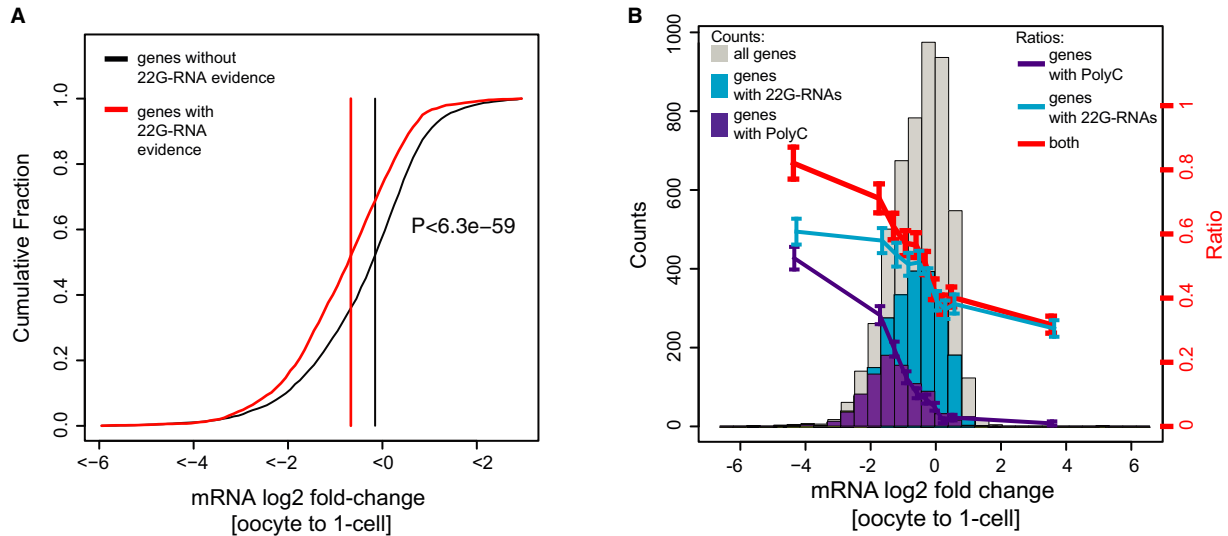 A
genes without
22G-RNA evidence
genes with
22G-RNA
evidence
P<6.3e−59
Cumulative Fraction
0.0
0.2
0.4
0.6
0.8
1.0
<−6
<−4
<−2
<0
<2
mRNA log2 fold-change
[oocyte to 1-cell]
B
Counts:
all genes
genes
with 22G-RNAs
genes
with PolyC
Ratios:
genes
with PolyC
genes
with 22G-RNAs
both
Counts
0
200
400
600
800
1000
Ratio
0
0.2
0.4
0.6
0.8
1
-6
-4
-2
0
2
4
6
mRNA log2 fold change
[oocyte to 1-cell]